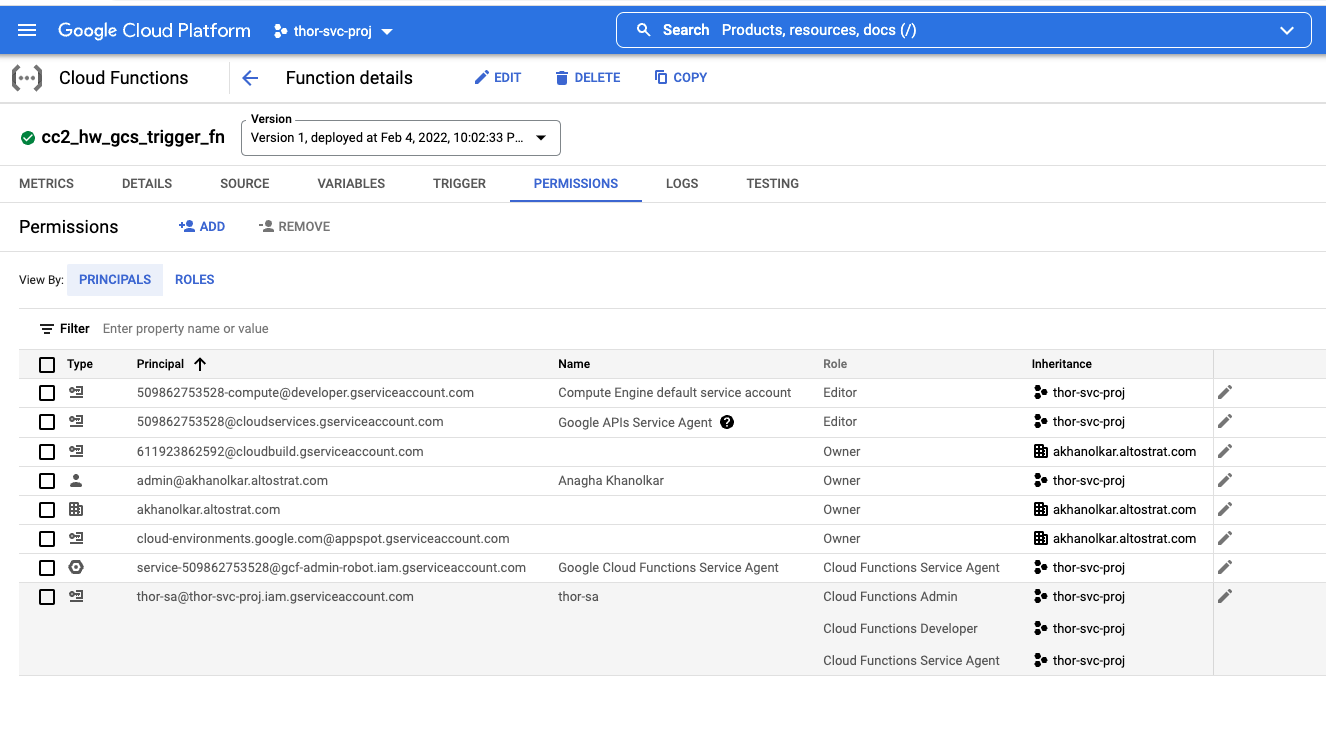 Google Cloud Platform thor-svc-proj Search Products, resources, docs (/)
Cloud Functions Function details EDIT DELETE COPY
cc2_hw_gcs_trigger_fn Version Version 1, deployed at Feb 4, 2022, 10:02:33 P...
METRICS DETAILS SOURCE VARIABLES TRIGGER PERMISSIONS LOGS TESTING
Permissions ADD REMOVE
View By: PRINCIPALS ROLES
Filter Enter property name or value
Type Principal Name Role Inheritance
509862753528-compute@developer.gserviceaccount.com Compute Engine default service account Editor thor-svc-proj
509862753528@cloudservices.gserviceaccount.com Google APIs Service Agent ? Editor thor-svc-proj
611923862592@cloudbuild.gserviceaccount.com Owner akhanolkar.altostrat.com
admin@akhanolkar.altostrat.com Anagha Khanolkar Owner thor-svc-proj
akhanolkar.altostrat.com Owner akhanolkar.altostrat.com
cloud-environments.google.com@appspot.gserviceaccount.com Owner akhanolkar.altostrat.com
service-509862753528@gcf-admin-robot.iam.gserviceaccount.com Google Cloud Functions Service Agent Cloud Functions Service Agent thor-svc-proj
thor-sa@thor-svc-proj.iam.gserviceaccount.com thor-sa Cloud Functions Admin thor-svc-proj
Cloud Functions Developer thor-svc-proj
Cloud Functions Service Agent thor-svc-proj